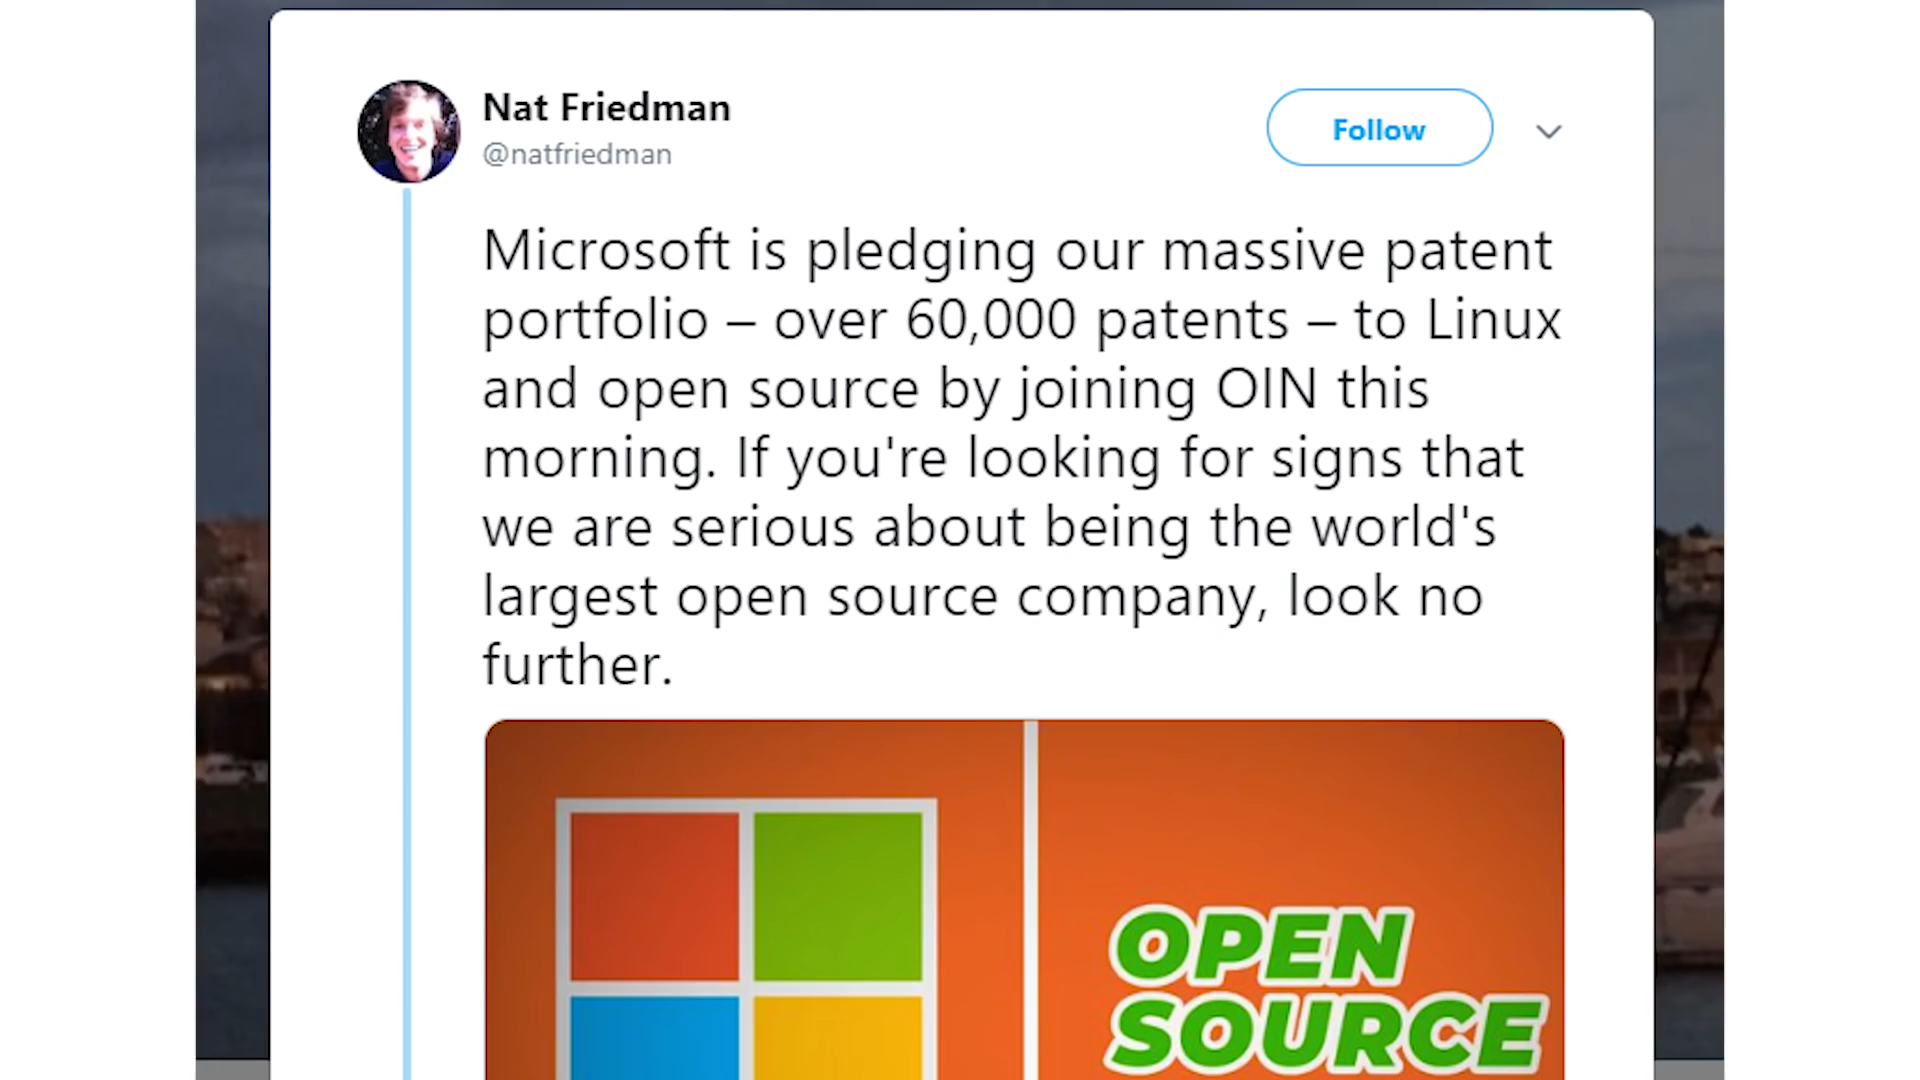 Nat Friedman
@natfriedman
Follow
Microsoft is pledging our massive patent
portfolio – over 60,000 patents – to Linux
and open source by joining OIN this
morning. If you're looking for signs that
we are serious about being the world's
largest open source company, look no
further.
OPEN
SOURCE